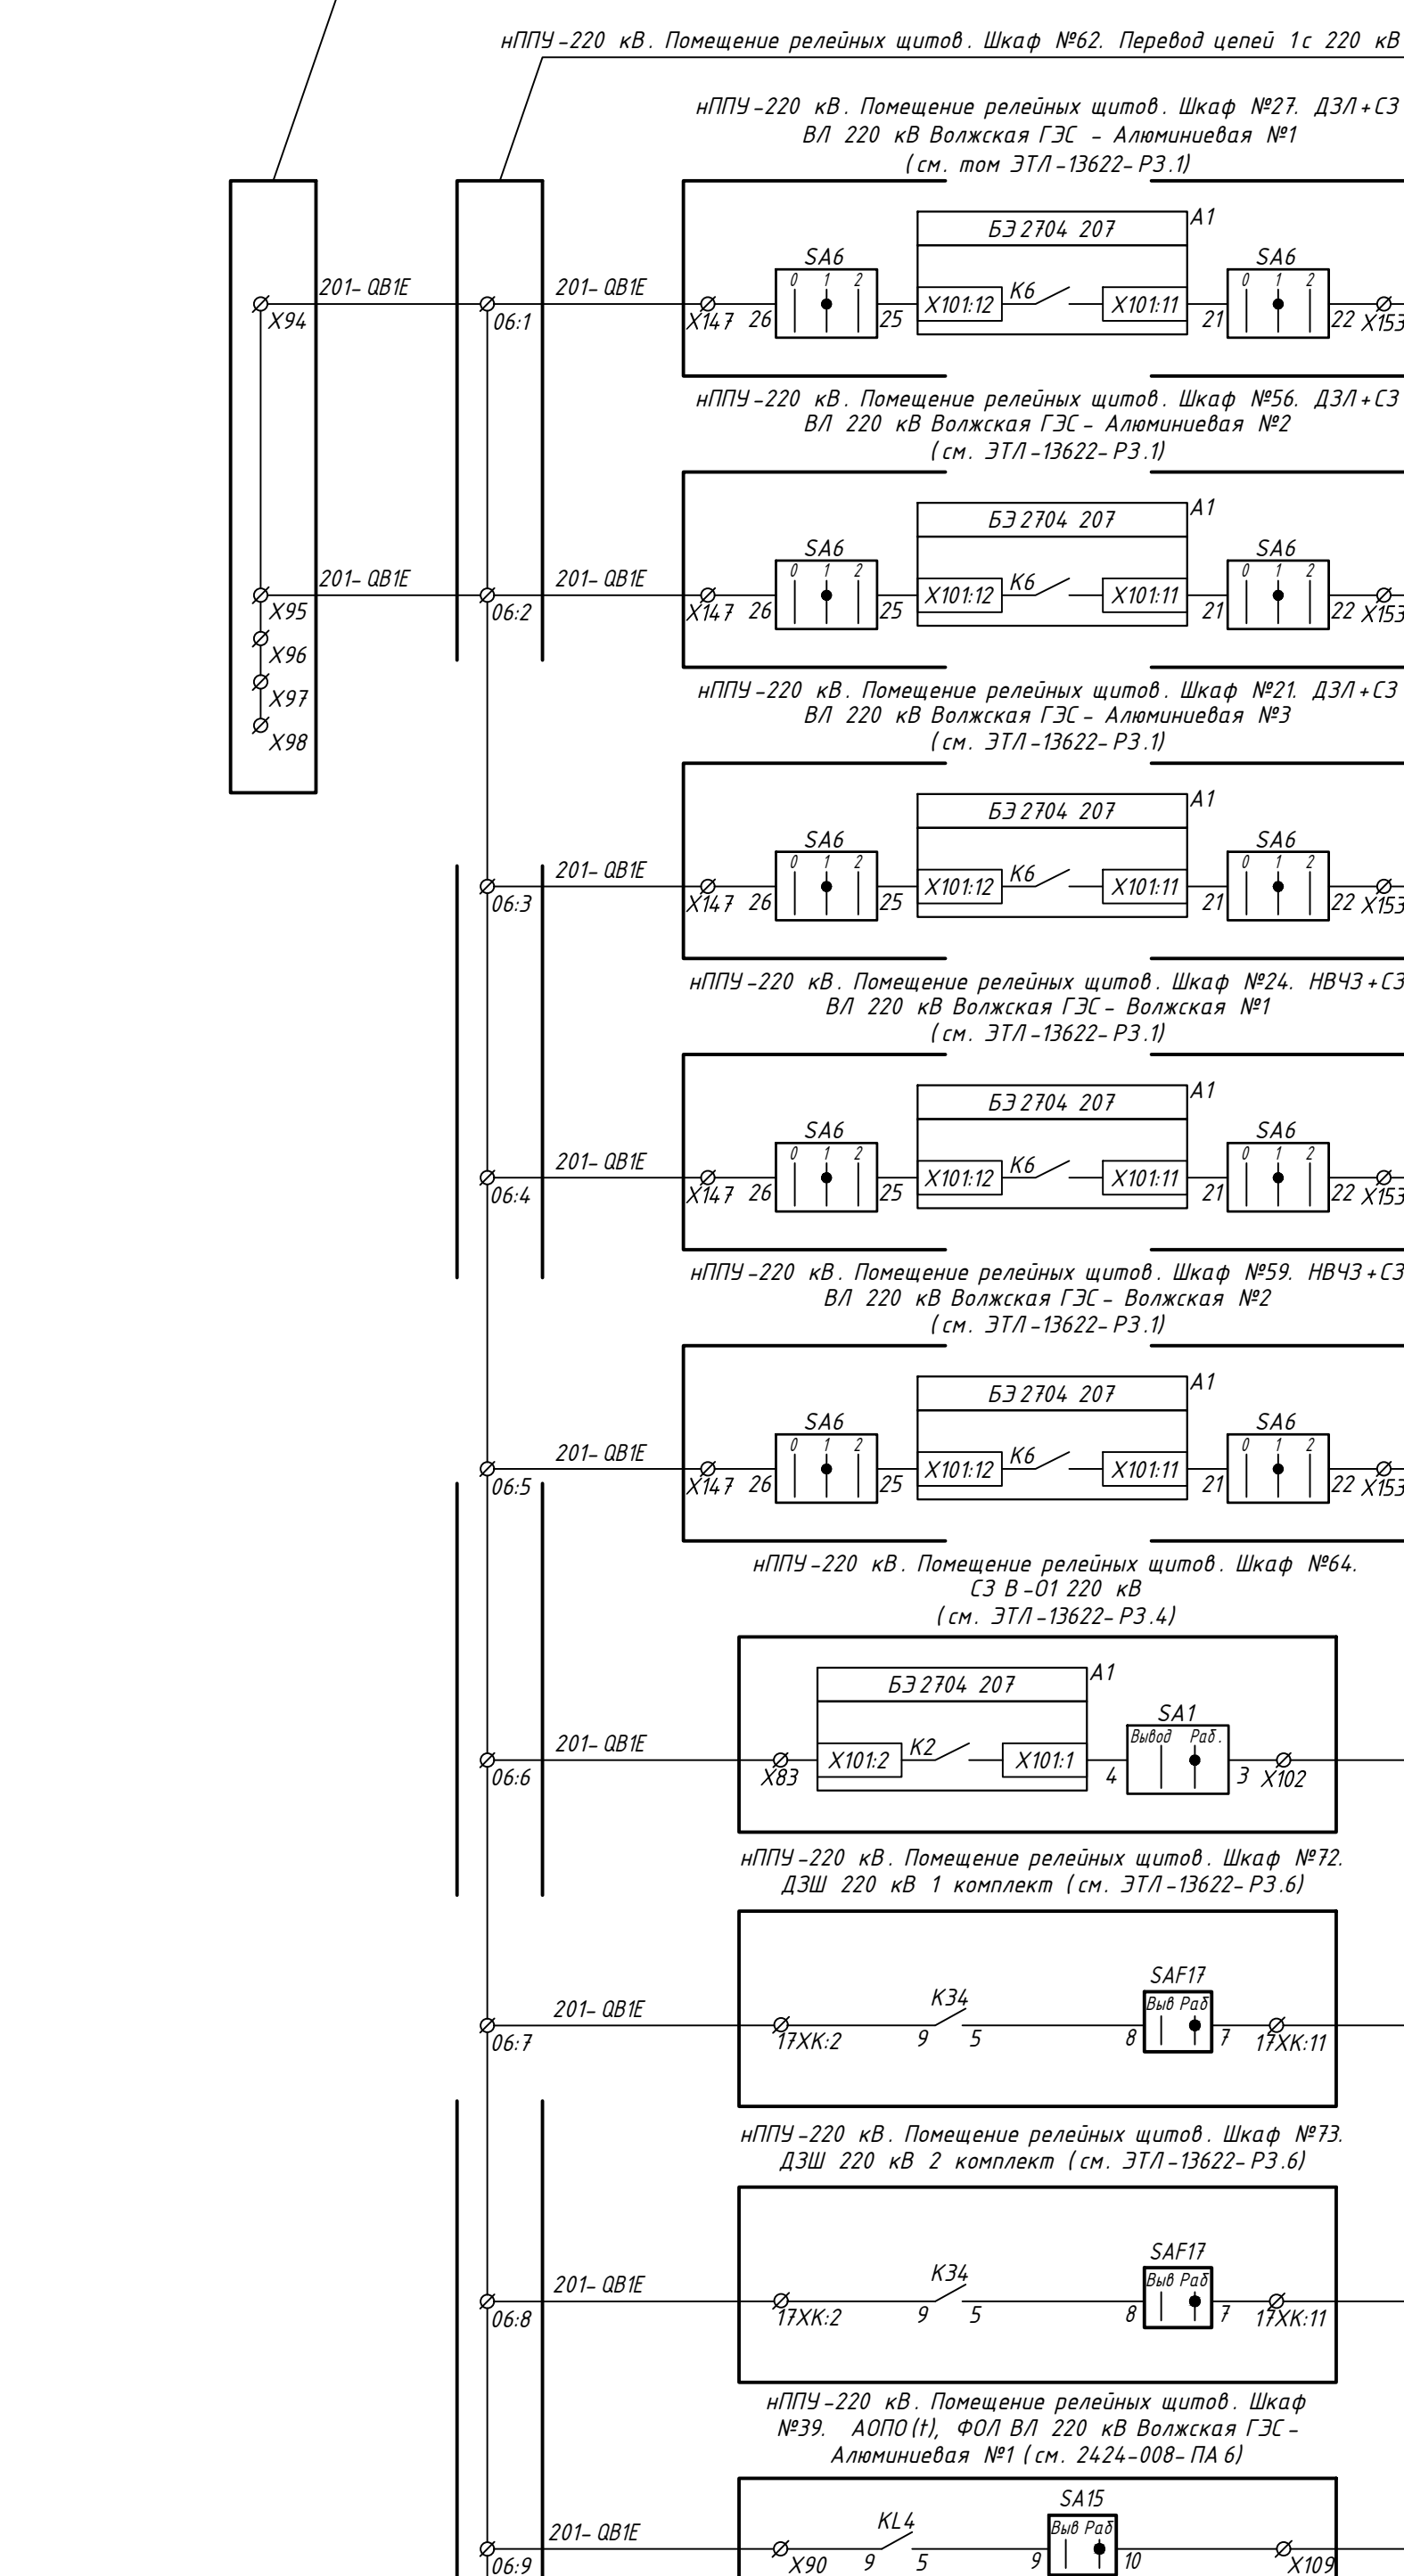 нППУ-220 кВ. Помещение релейных щитов. Шкаф №62. Перевод цепей 1с 220 кВ
нППУ-220 кВ. Помещение релейных щитов. Шкаф №27. ДЗЛ+СЗ
ВЛ 220 кВ Волжская ГЭС - Алюминиевая №1
(см. том ЭТЛ-13622-РЗ.1)
A1
БЭ2704 207
SA6 SA6
0 1 2 0 1 2
201-QB1E 201-QB1E X101:12 K6 X101:11
X94 06:1 X147 26 25 21 22 X153
нППУ-220 кВ. Помещение релейных щитов. Шкаф №56. ДЗЛ+СЗ
ВЛ 220 кВ Волжская ГЭС- Алюминиевая №2
(см. ЭТЛ-13622-РЗ.1)
A1
БЭ2704 207
SA6 SA6
0 1 2 0 1 2
201-QB1E 201-QB1E X101:12 K6 X101:11
X95 06:2 X147 26 25 21 22 X153
X96
X97
X98
нППУ-220 кВ. Помещение релейных щитов. Шкаф №21. ДЗЛ+СЗ
ВЛ 220 кВ Волжская ГЭС- Алюминиевая №3
(см. ЭТЛ-13622-РЗ.1)
A1
БЭ2704 207
SA6 SA6
0 1 2 0 1 2
201-QB1E X101:12 K6 X101:11
06:3 X147 26 25 21 22 X153
нППУ-220 кВ. Помещение релейных щитов. Шкаф №24. НВЧЗ+СЗ
ВЛ 220 кВ Волжская ГЭС- Волжская №1
(см. ЭТЛ-13622-РЗ.1)
A1
БЭ2704 207
SA6 SA6
0 1 2 0 1 2
201-QB1E X101:12 K6 X101:11
06:4 X147 26 25 21 22 X153
нППУ-220 кВ. Помещение релейных щитов. Шкаф №59. НВЧЗ+СЗ
ВЛ 220 кВ Волжская ГЭС- Волжская №2
(см. ЭТЛ-13622-РЗ.1)
A1
БЭ2704 207
SA6 SA6
0 1 2 0 1 2
201-QB1E X101:12 K6 X101:11
06:5 X147 26 25 21 22 X153
нППУ-220 кВ. Помещение релейных щитов. Шкаф №64.
СЗ В-О1 220 кВ
(см. ЭТЛ-13622-РЗ.4)
A1
БЭ2704 207
SA1
Вывод Раб.
201-QB1E X101:2 K2 X101:1
06:6 X83 4 3 X102
нППУ-220 кВ. Помещение релейных щитов. Шкаф №72.
ДЗШ 220 кВ 1 комплект (см. ЭТЛ-13622-РЗ.6)
SAF17
K34 Выв Раб
201-QB1E
06:7 17XK:2 9 5 8 7 17XK:11
нППУ-220 кВ. Помещение релейных щитов. Шкаф №73.
ДЗШ 220 кВ 2 комплект (см. ЭТЛ-13622-РЗ.6)
SAF17
K34 Выв Раб
201-QB1E
06:8 17XK:2 9 5 8 7 17XK:11
нППУ-220 кВ. Помещение релейных щитов. Шкаф
№39. АОПО(t), ФОЛ ВЛ 220 кВ Волжская ГЭС-
Алюминиевая №1 (см. 2424-008-ПА6)
SA15
KL4 Выв Раб
201-QB1E
06:9 X90 9 5 9 10 X109